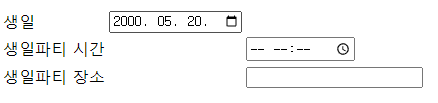 생일 2000. 05. 20.
생일파티 시간 -- --:--
생일파티 장소